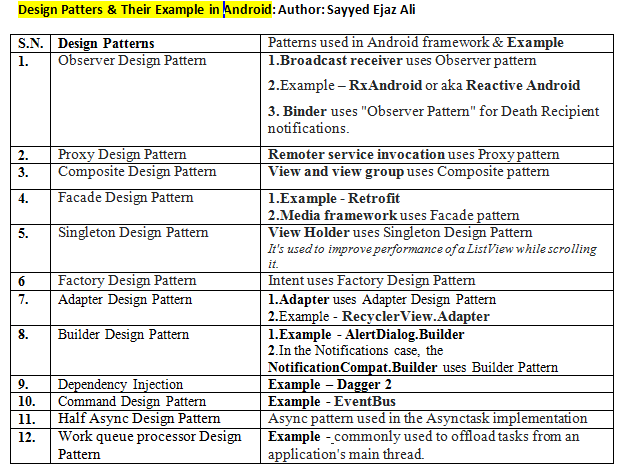 Design Patters & Their Example in Android: Author: Sayyed Ejaz Ali
S.N. Design Patterns Patterns used in Android framework & Example
1. Observer Design Pattern 1.Broadcast receiver uses Observer pattern
2.Example – RxAndroid or aka Reactive Android
3. Binder uses "Observer Pattern" for Death Recipient
notifications.
2. Proxy Design Pattern Remoter service invocation uses Proxy pattern
3. Composite Design Pattern View and view group uses Composite pattern
4. Facade Design Pattern 1.Example - Retrofit
2.Media framework uses Facade pattern
5. Singleton Design Pattern View Holder uses Singleton Design Pattern
It's used to improve performance of a ListView while scrolling
it.
6 Factory Design Pattern Intent uses Factory Design Pattern
7. Adapter Design Pattern 1.Adapter uses Adapter Design Pattern
2.Example - RecyclerView.Adapter
8. Builder Design Pattern 1.Example - AlertDialog.Builder
2.In the Notifications case, the
NotificationCompat.Builder uses Builder Pattern
9. Dependency Injection Example – Dagger 2
10. Command Design Pattern Example - EventBus
11. Half Async Design Pattern Async pattern used in the Asynctask implementation
12. Work queue processor Design Example - commonly used to offload tasks from an
Pattern application's main thread.